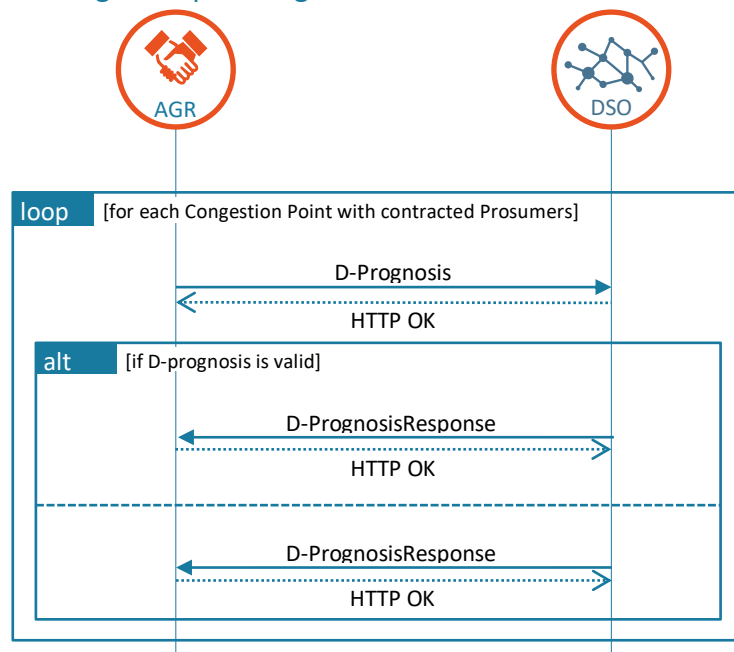 AGR
DSO
loop [for each Congestion Point with contracted Prosumers]
D-Prognosis
HTTP OK
alt [if D-prognosis is valid]
D-PrognosisResponse
HTTP OK
D-PrognosisResponse
HTTP OK